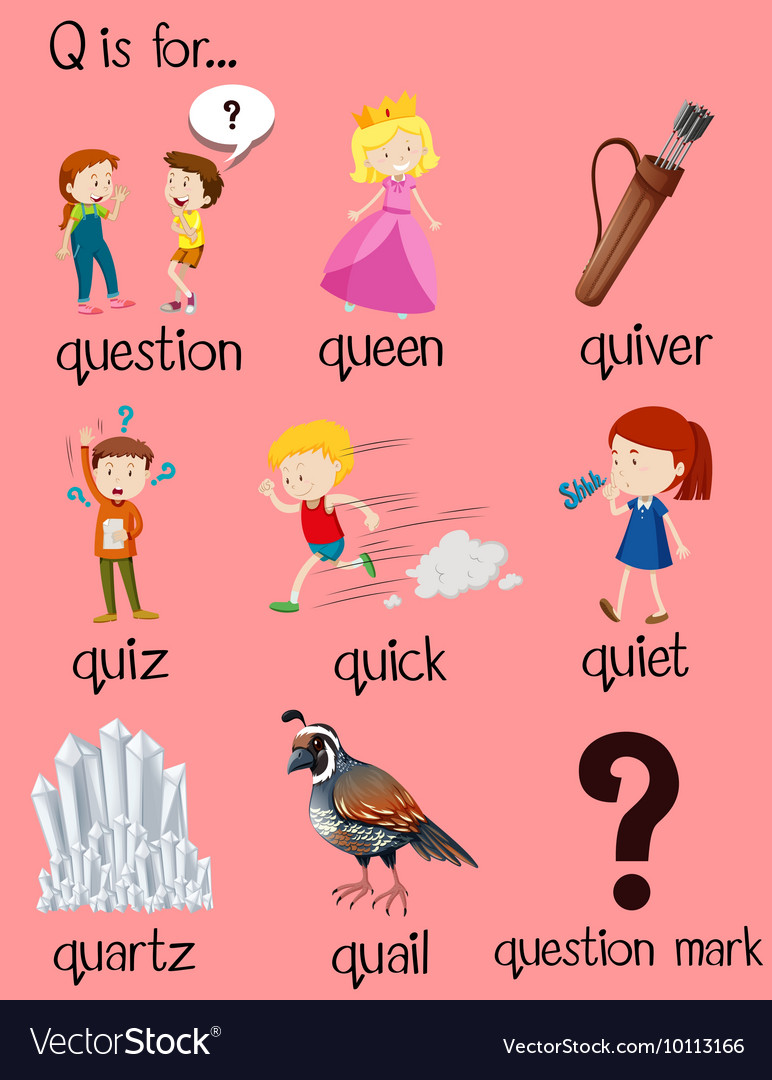 Q is for...
?
question queen quiver
? ? ?
Shhh
quiz quick quiet
?
quartz quail question mark
VectorStock® VectorStock.com/10113166